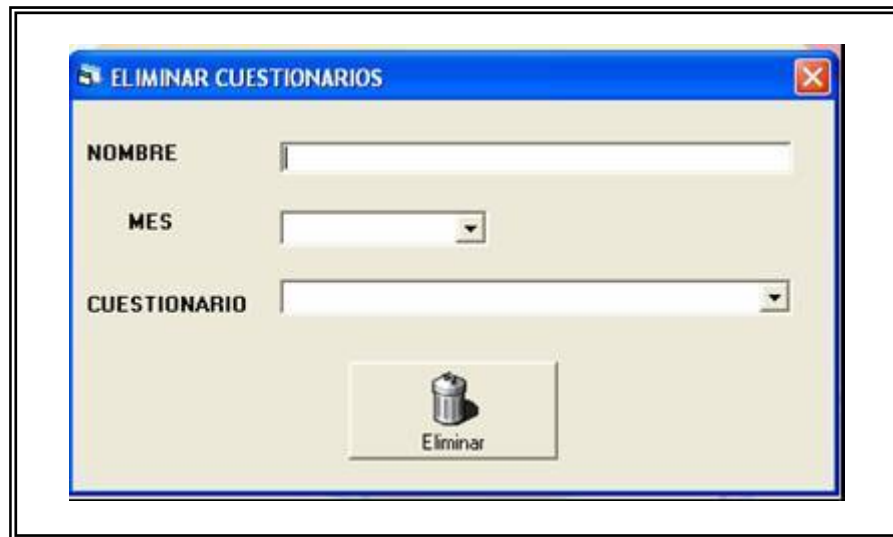 ELIMINAR CUESTIONARIOS
NOMBRE
MES
CUESTIONARIO
Eliminar